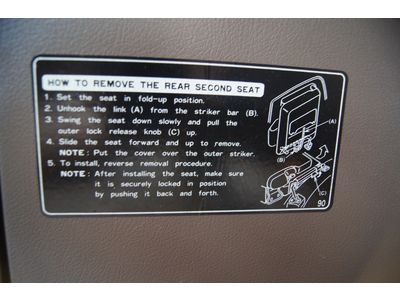 HOW TO REMOVE THE REAR SECOND SEAT
1. Set the seat in fold-up position.
2. Unhook the link (A) from the striker bar (B).
3. Swing the seat down slowly and pull the
outer lock release knob (C) up.
4. Slide the seat forward and up to remove.
NOTE: Put the cover over the outer striker.
5. To install, reverse removal procedure.
NOTE: After installing the seat, make sure
it is securely locked in position
by pushing it back and forth.
(A)
(B)
(C)
90